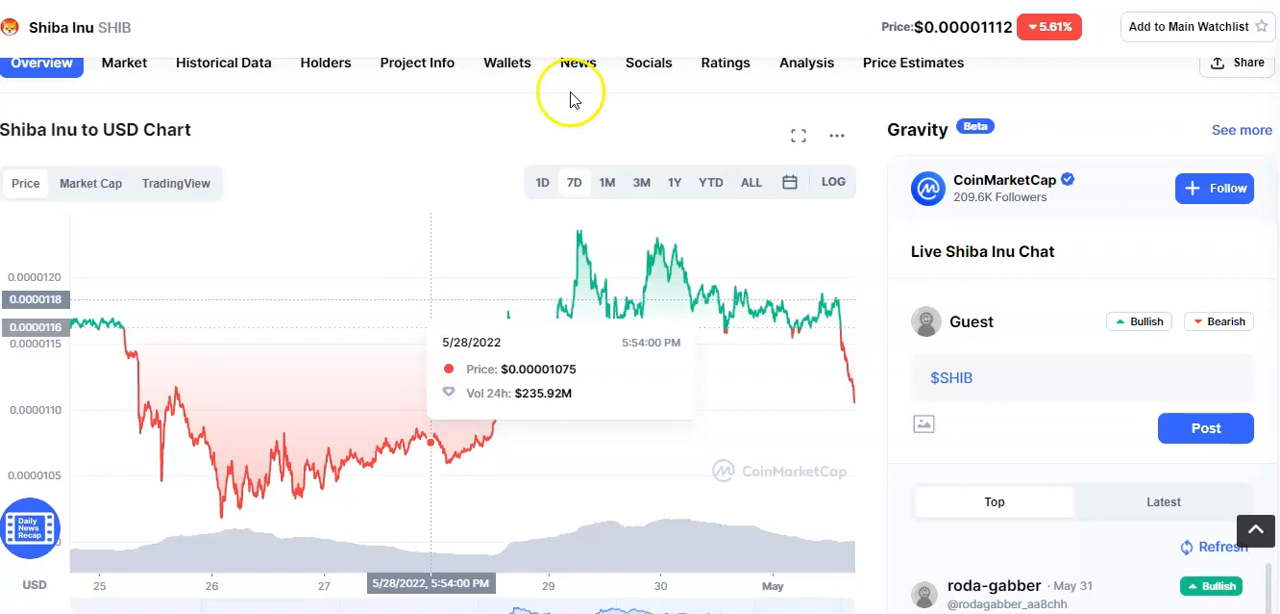 Shiba Inu SHIB
Price:$0.00001112 5.61% Add to Main Watchlist
Overview Market Historical Data Holders Project Info Wallets News Socials Ratings Analysis Price Estimates Share
Shiba Inu to USD Chart
Gravity Beta See more
Price Market Cap TradingView
1D 7D 1M 3M 1Y YTD ALL LOG
CoinMarketCap
209.6K Followers
Follow
Live Shiba Inu Chat
Guest Bullish Bearish
$SHIB
Post
Top Latest
Refresh
roda-gabber · May 31 Bullish
@rodagabber_aa8chh
0.0000120
0.0000118
0.0000116
0.0000115
0.0000110
0.0000105
5/28/2022 5:54:00 PM
Price: $0.00001075
Vol 24h: $235.92M
CoinMarketCap
Daily
News
Recap
USD 25 26 27 5/28/2022, 5:54:00 PM 29 30 May